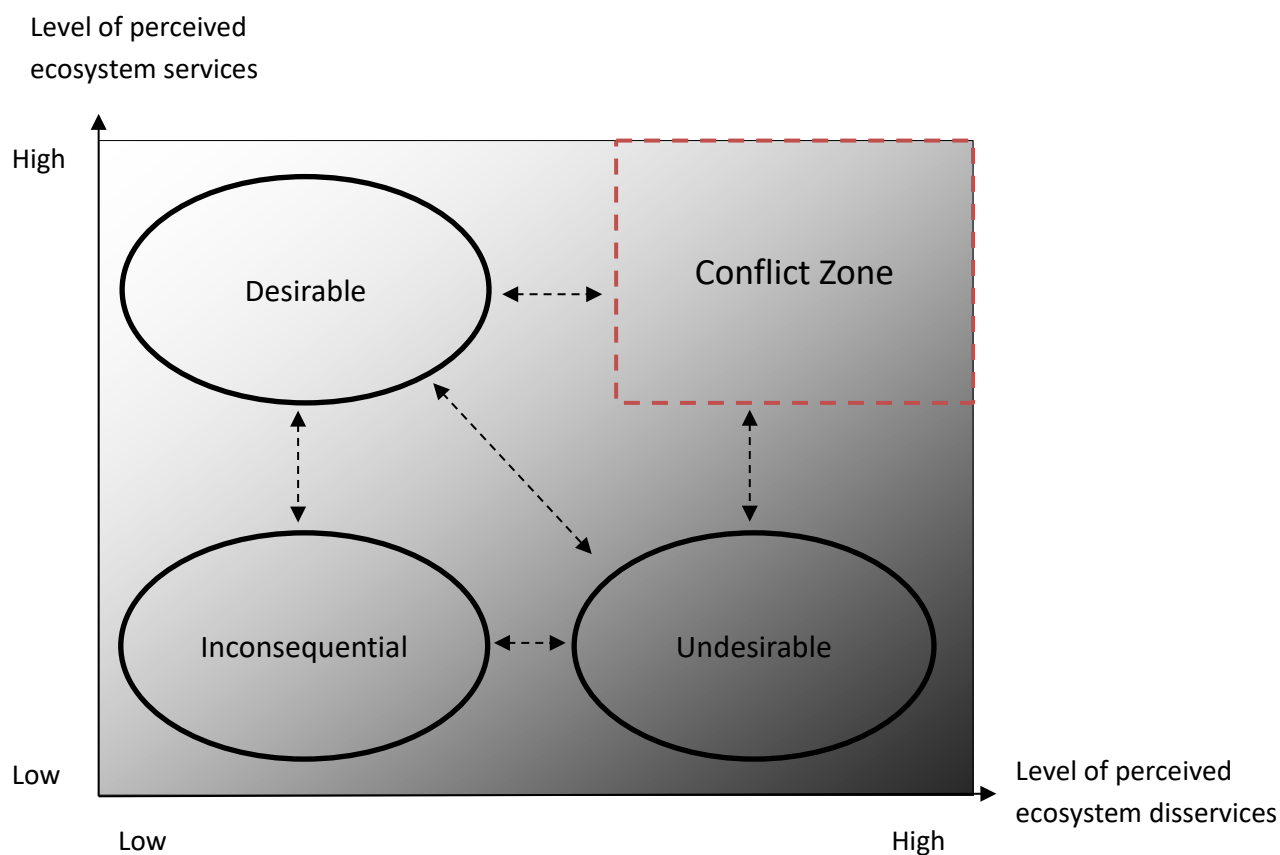 Level of perceived
ecosystem services
High
Desirable
Conflict Zone
Inconsequential
Undesirable
Low
Level of perceived
ecosystem disservices
Low
High